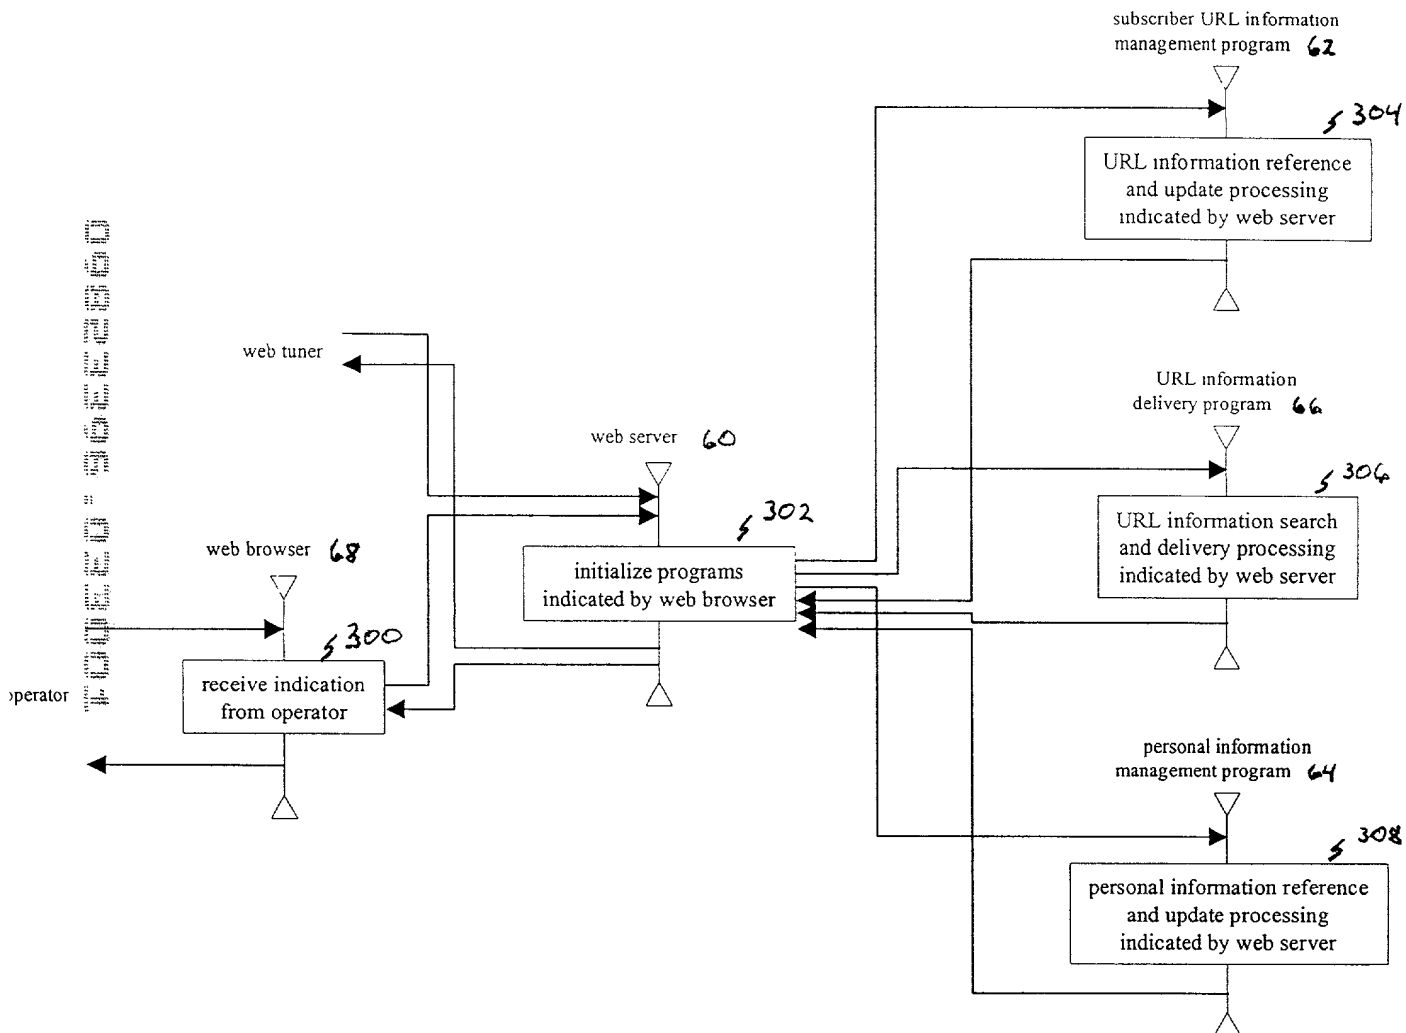 subscriber URL information
management program 62
304
URL information reference
and update processing
indicated by web server
web tuner
URL information
delivery program 66
web server 60
306
302
URL information search
and delivery processing
indicated by web server
web browser 68
initialize programs
indicated by web browser
300
operator
receive indication
from operator
personal information
management program 64
308
personal information reference
and update processing
indicated by web server